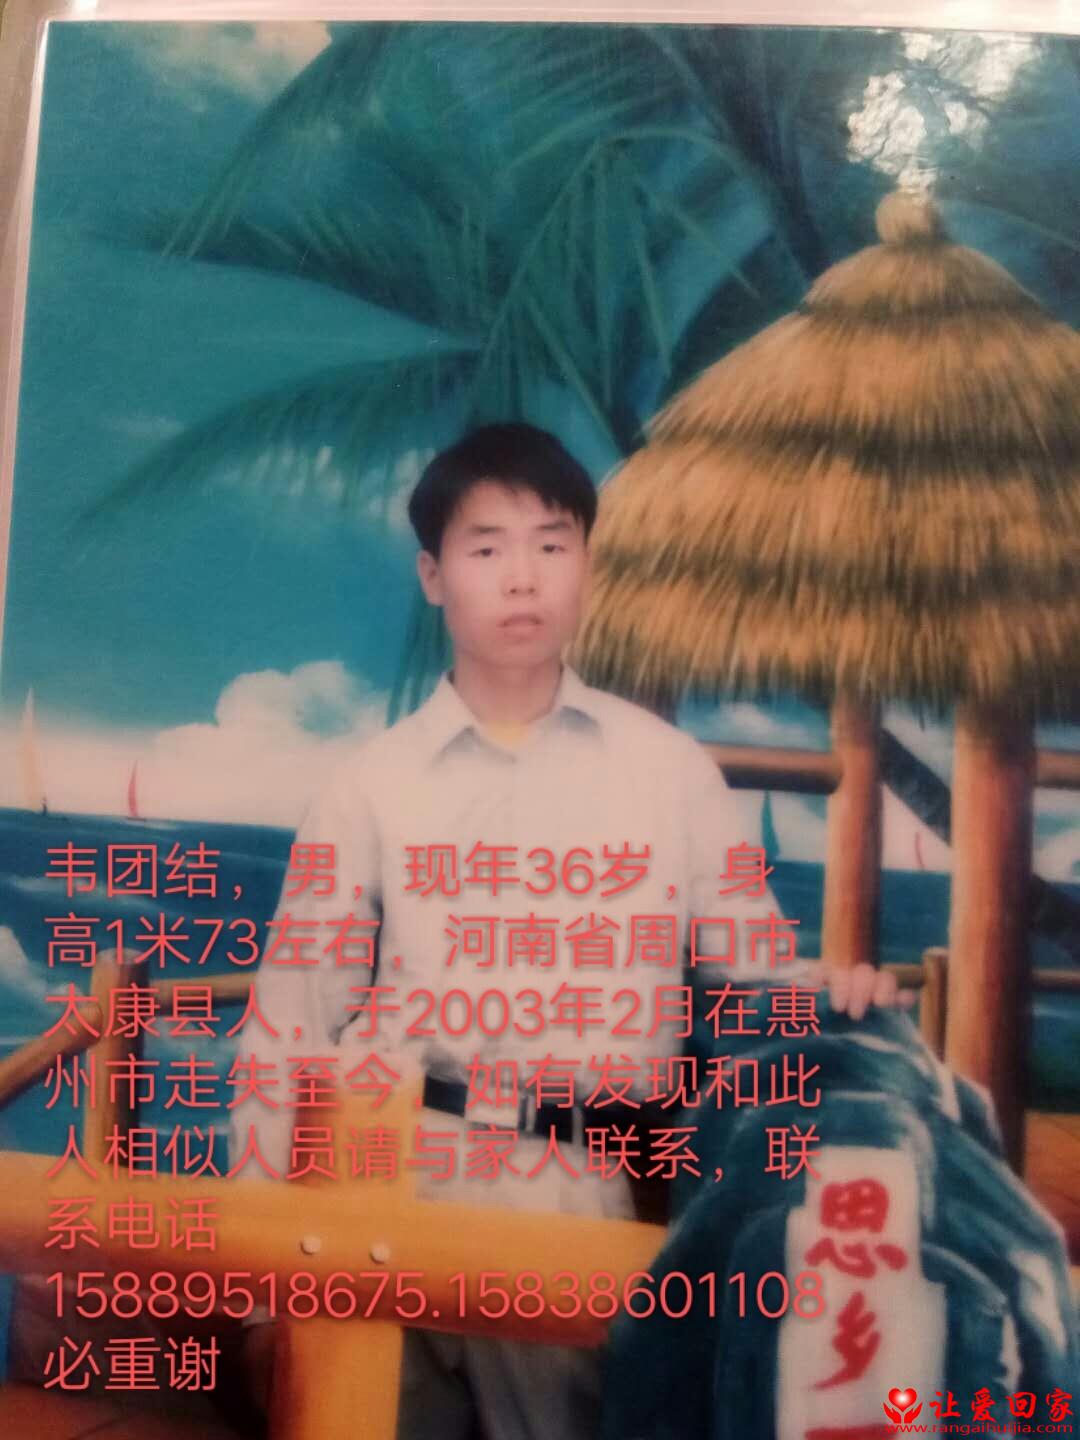 韦团结，男，现年36岁，身
高1米73左右，河南省周口市
太康县人，于2003年2月在惠
州市走失至今，如有发现和此
人相似人员请与家人联系，联
系电话
15889518675.15838601108
必重谢
思乡
让爱回家
www.rangaihuijia.com